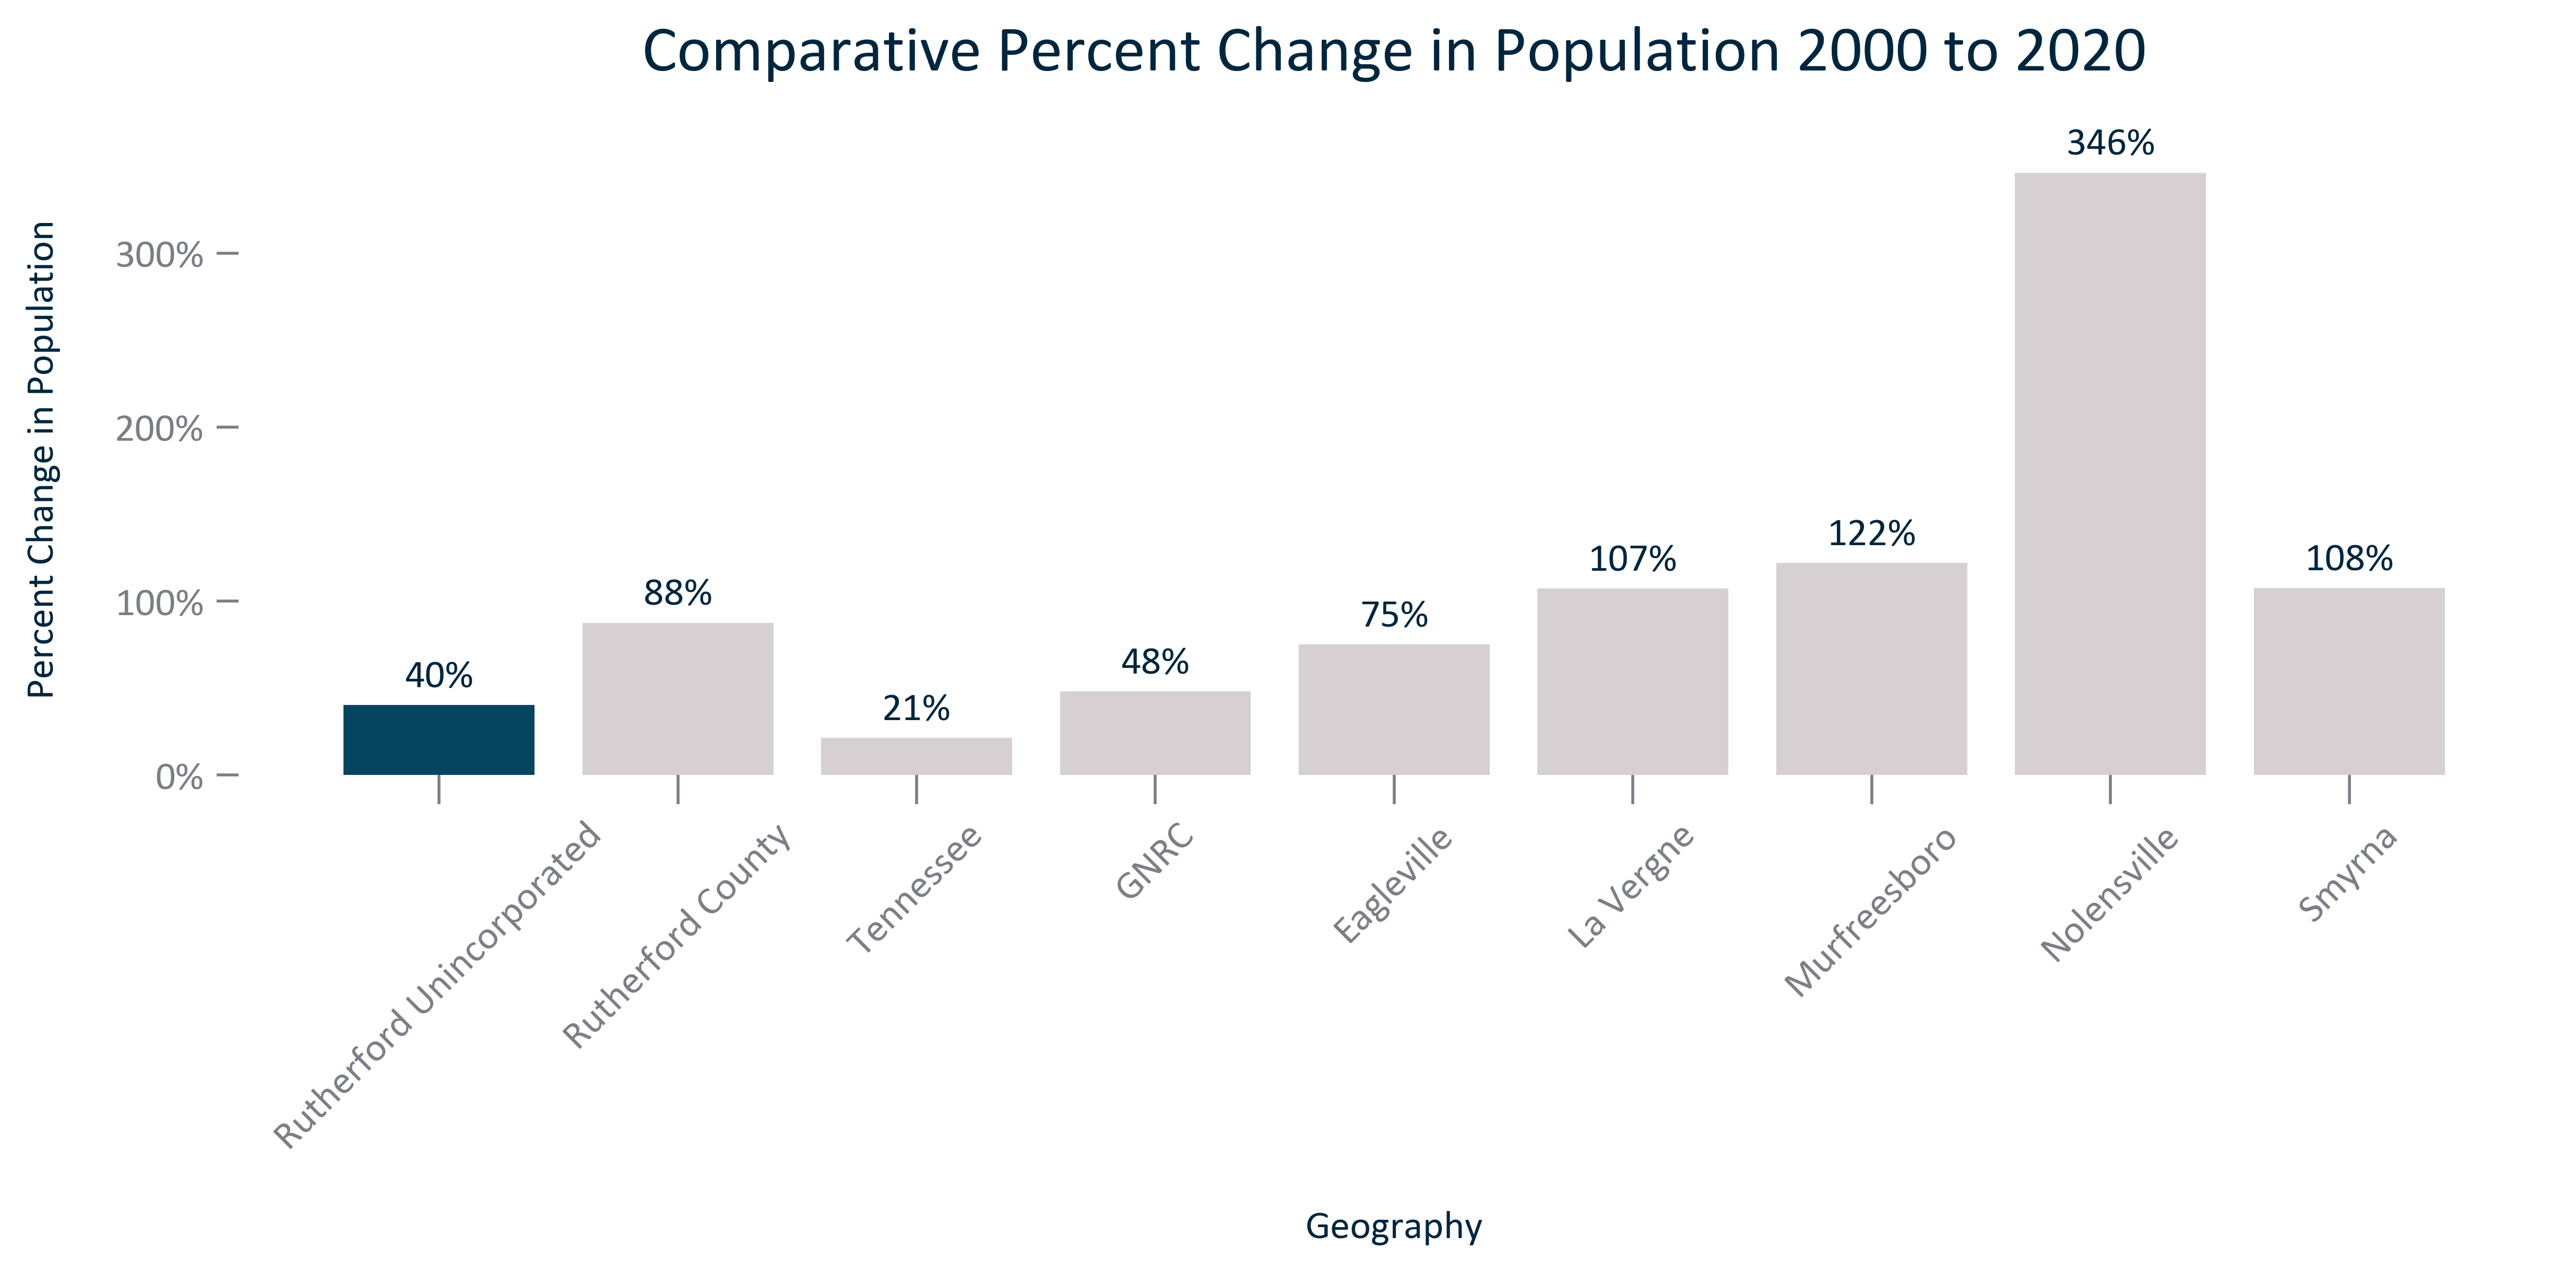 Comparative Percent Change in Population 2000 to 2020
Percent Change in Population
300%
200%
100%
0%
40%
88%
21%
48%
75%
107%
122%
346%
108%
Rutherford Unincorporated
Rutherford County
Tennessee
GNRC
Eagleville
La Vergne
Murfreesboro
Nolensville
Smyrna
Geography